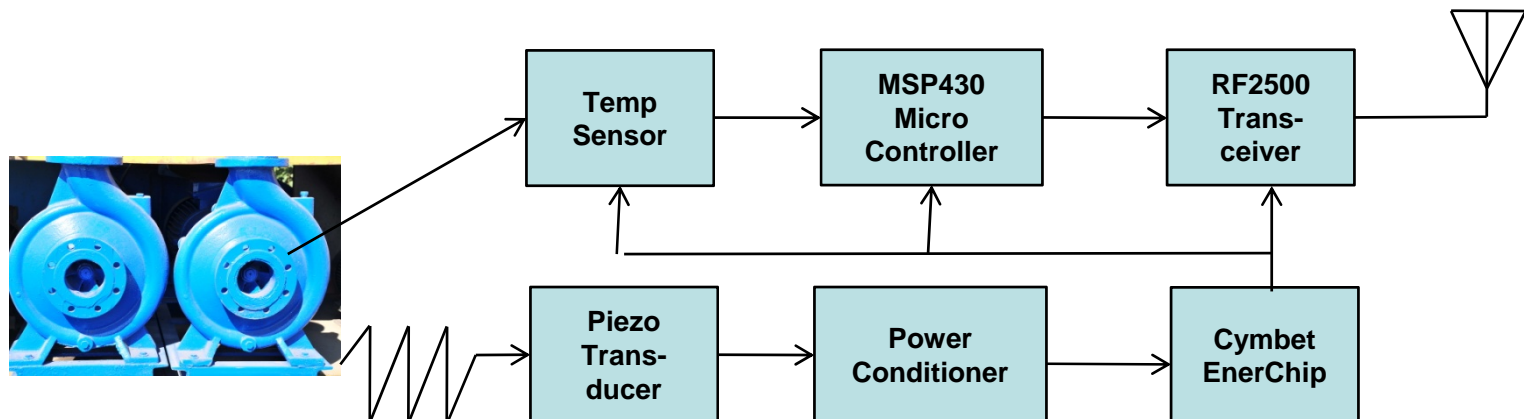 Temp
Sensor
MSP430
Micro
Controller
RF2500
Trans-
ceiver
Piezo
Trans-
ducer
Power
Conditioner
Cymbet
EnerChip